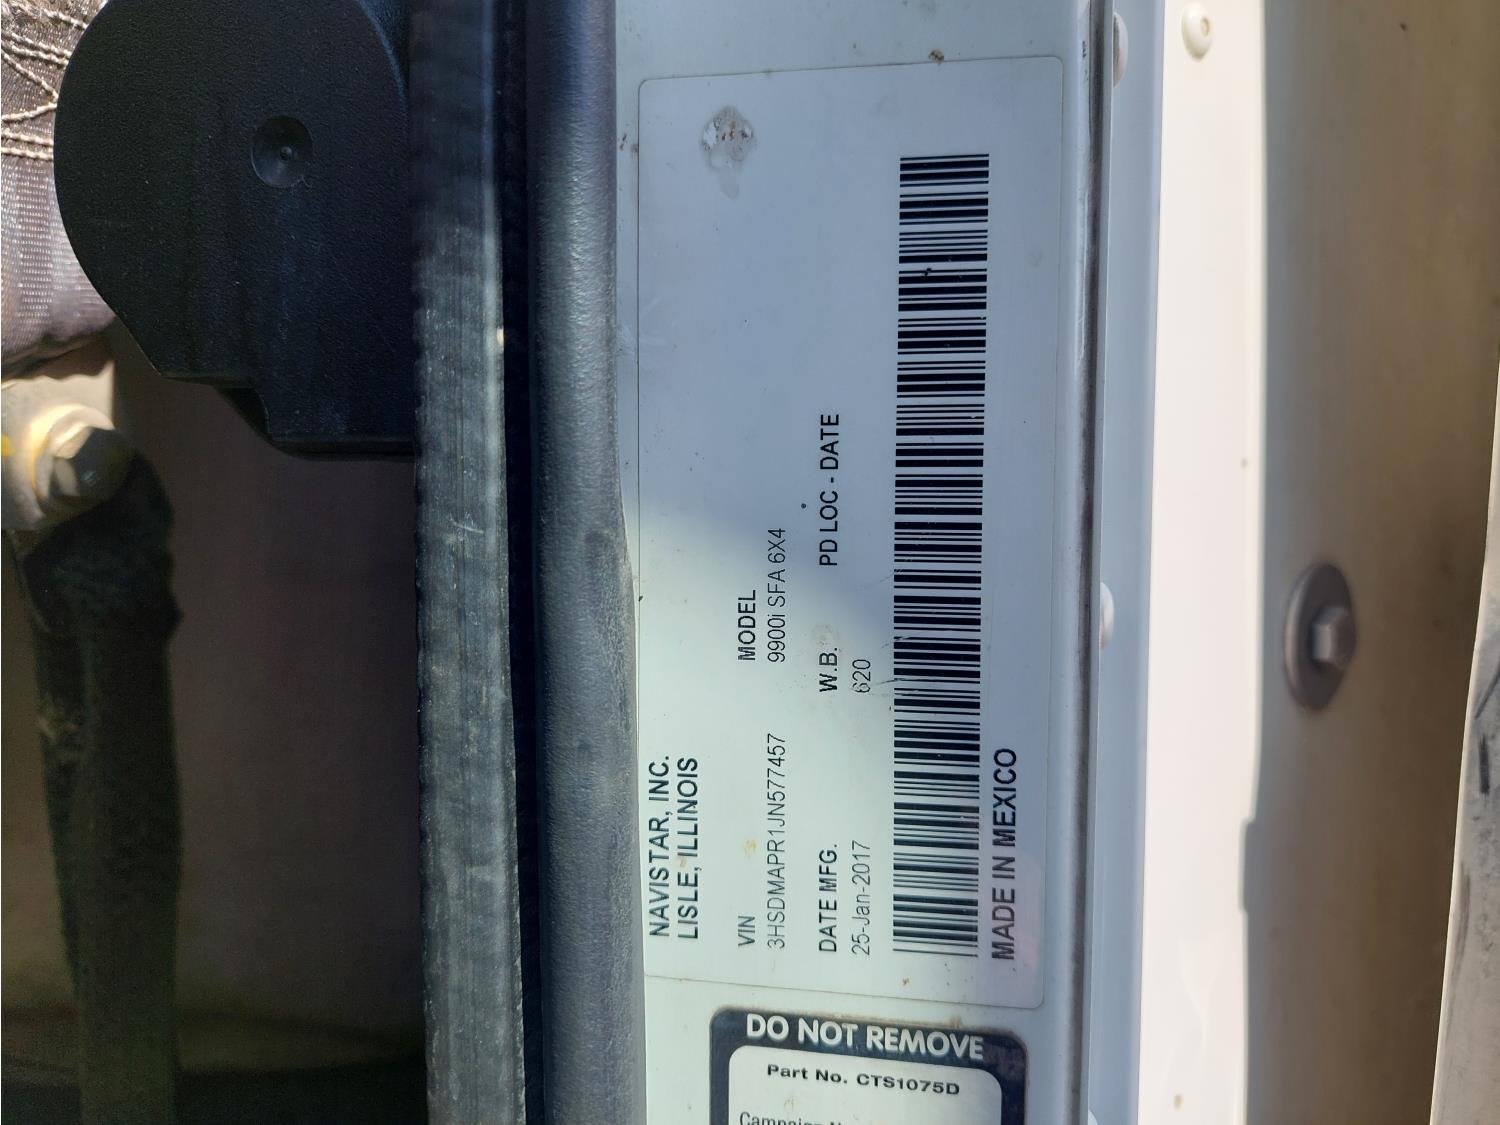 NAVISTAR, INC.
LISLE, ILLINOIS
VIN MODEL
3HSDMAPR1JN577457 9900i SFA 6X4
DATE MFG. W.B. PD LOC - DATE
25-Jan-2017 620
MADE IN MEXICO
DO NOT REMOVE
Part No. CTS1075D
Campaign